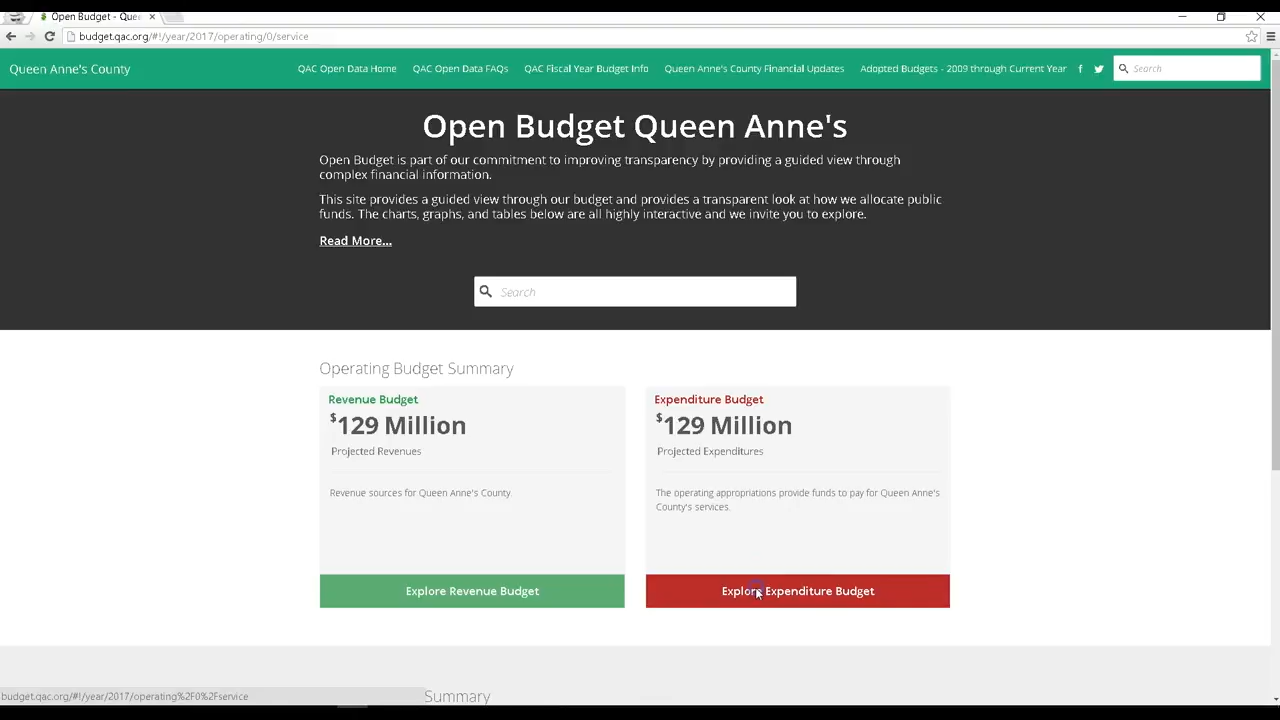 Open Budget - Quee
budget.qac.org/#!/year/2017/operating/0/service
Queen Anne's County
QAC Open Data Home
QAC Open Data FAQs
QAC Fiscal Year Budget Info
Queen Anne's County Financial Updates
Adopted Budgets - 2009 through Current Year
Search
Open Budget Queen Anne's
Open Budget is part of our commitment to improving transparency by providing a guided view through
complex financial information.
This site provides a guided view through our budget and provides a transparent look at how we allocate public
funds. The charts, graphs, and tables below are all highly interactive and we invite you to explore.
Read More...
Search
Operating Budget Summary
Revenue Budget
$129 Million
Projected Revenues
Revenue sources for Queen Anne's County.
Explore Revenue Budget
Expenditure Budget
$129 Million
Projected Expenditures
The operating appropriations provide funds to pay for Queen Anne's
County's services.
Explore Expenditure Budget
Summary
budget.qac.org/#!/year/2017/operating%2F0%2Fservice